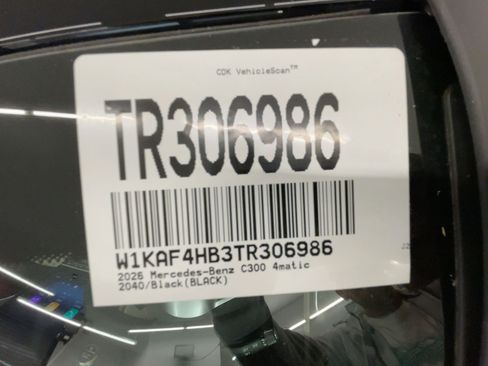 CDK VehicleScan™
TR306986
W1KAF4HB3TR306986
2026 Mercedes-Benz C300 4matic
2040/Black(BLACK)